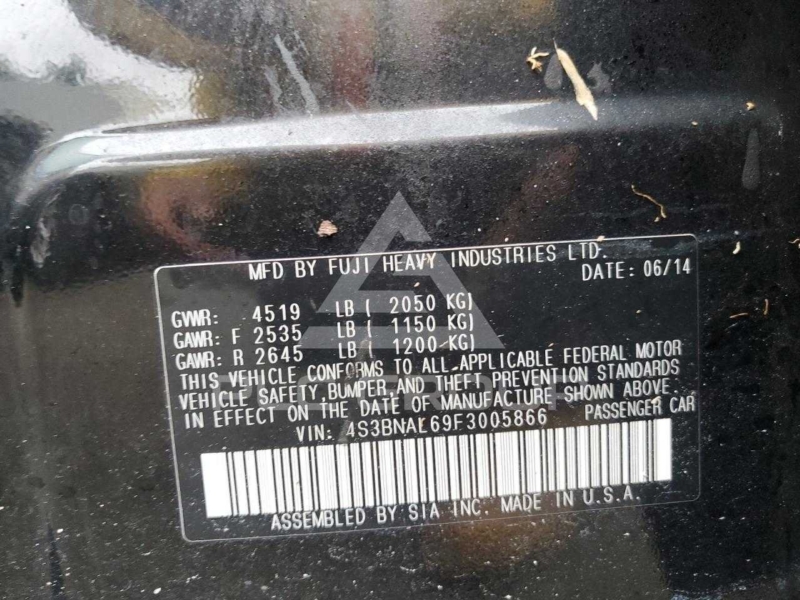 MFD BY FUJI HEAVY INDUSTRIES LTD.
DATE: 06/14
GVWR: 4519 LB ( 2050 KG)
GAWR: F 2535 LB ( 1150 KG)
GAWR: R 2645 LB ( 1200 KG)
THIS VEHICLE CONFORMS TO ALL APPLICABLE FEDERAL MOTOR
VEHICLE SAFETY, BUMPER, AND THEFT PREVENTION STANDARDS
IN EFFECT ON THE DATE OF MANUFACTURE SHOWN ABOVE.
VIN: 4S3BNAL69F3005866 PASSENGER CAR
ASSEMBLED BY SIA INC. MADE IN U.S.A.